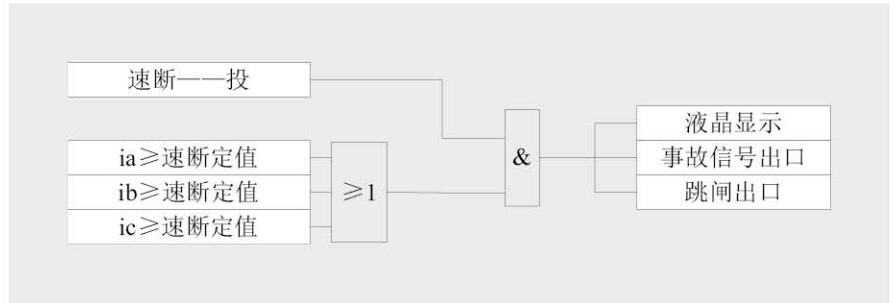 速断——投
ia≥速断定值
ib≥速断定值
ic≥速断定值
≥1
&
液晶显示
事故信号出口
跳闸出口